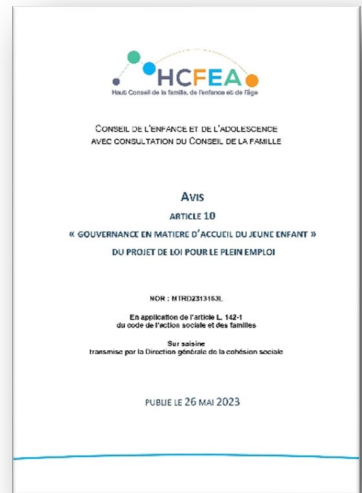 HCFEA
Haut Conseil de la famille, de l'enfance et de l'âge
CONSEIL DE L'ENFANCE ET DE L'ADOLESCENCE
AVEC CONSULTATION DU CONSEIL DE LA FAMILLE
AVIS
ARTICLE 10
« GOUVERNANCE EN MATIERE D'ACCUEIL DU JEUNE ENFANT »
DU PROJET DE LOI POUR LE PLEIN EMPLOI
NOR :
En application de l'article L. 142-1
du code de l'action sociale et des familles
Sur saisine
transmise par la Direction générale de la cohésion sociale
PUBLIE LE 26 MAI 2023